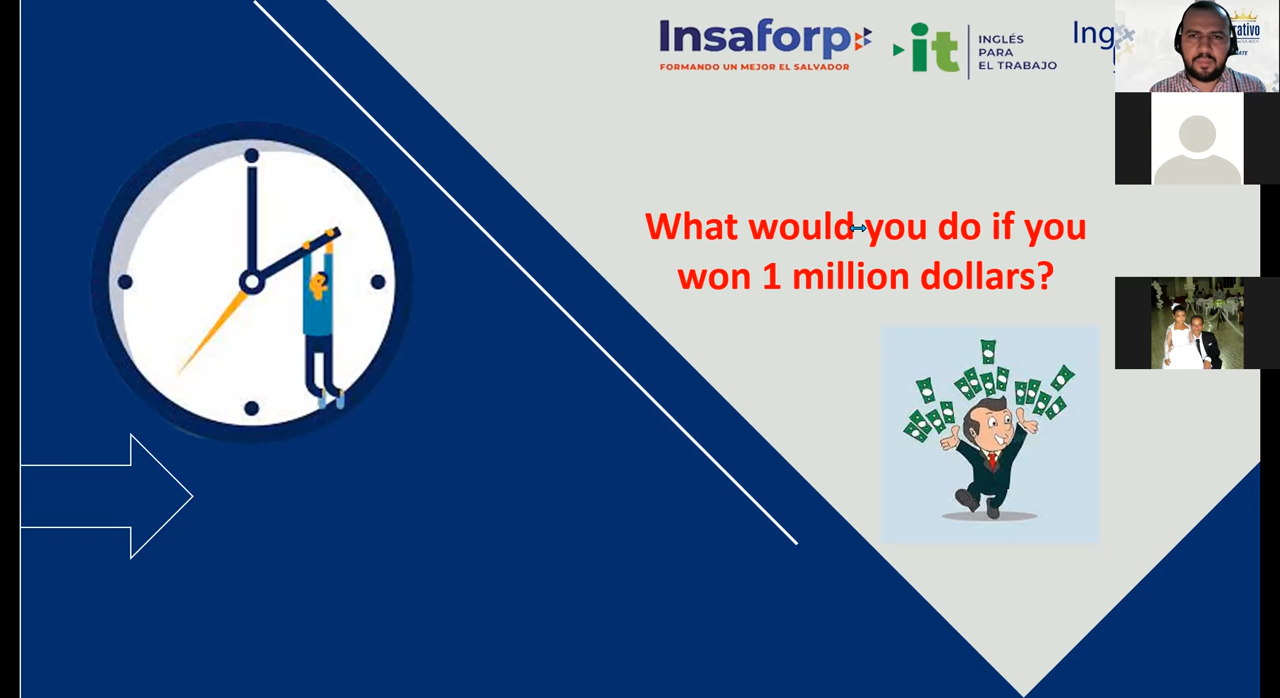 Insaforp
FORMANDO UN MEJOR EL SALVADOR
it
INGLÉS
PARA
EL TRABAJO
Ing
What would you do if you
won 1 million dollars?